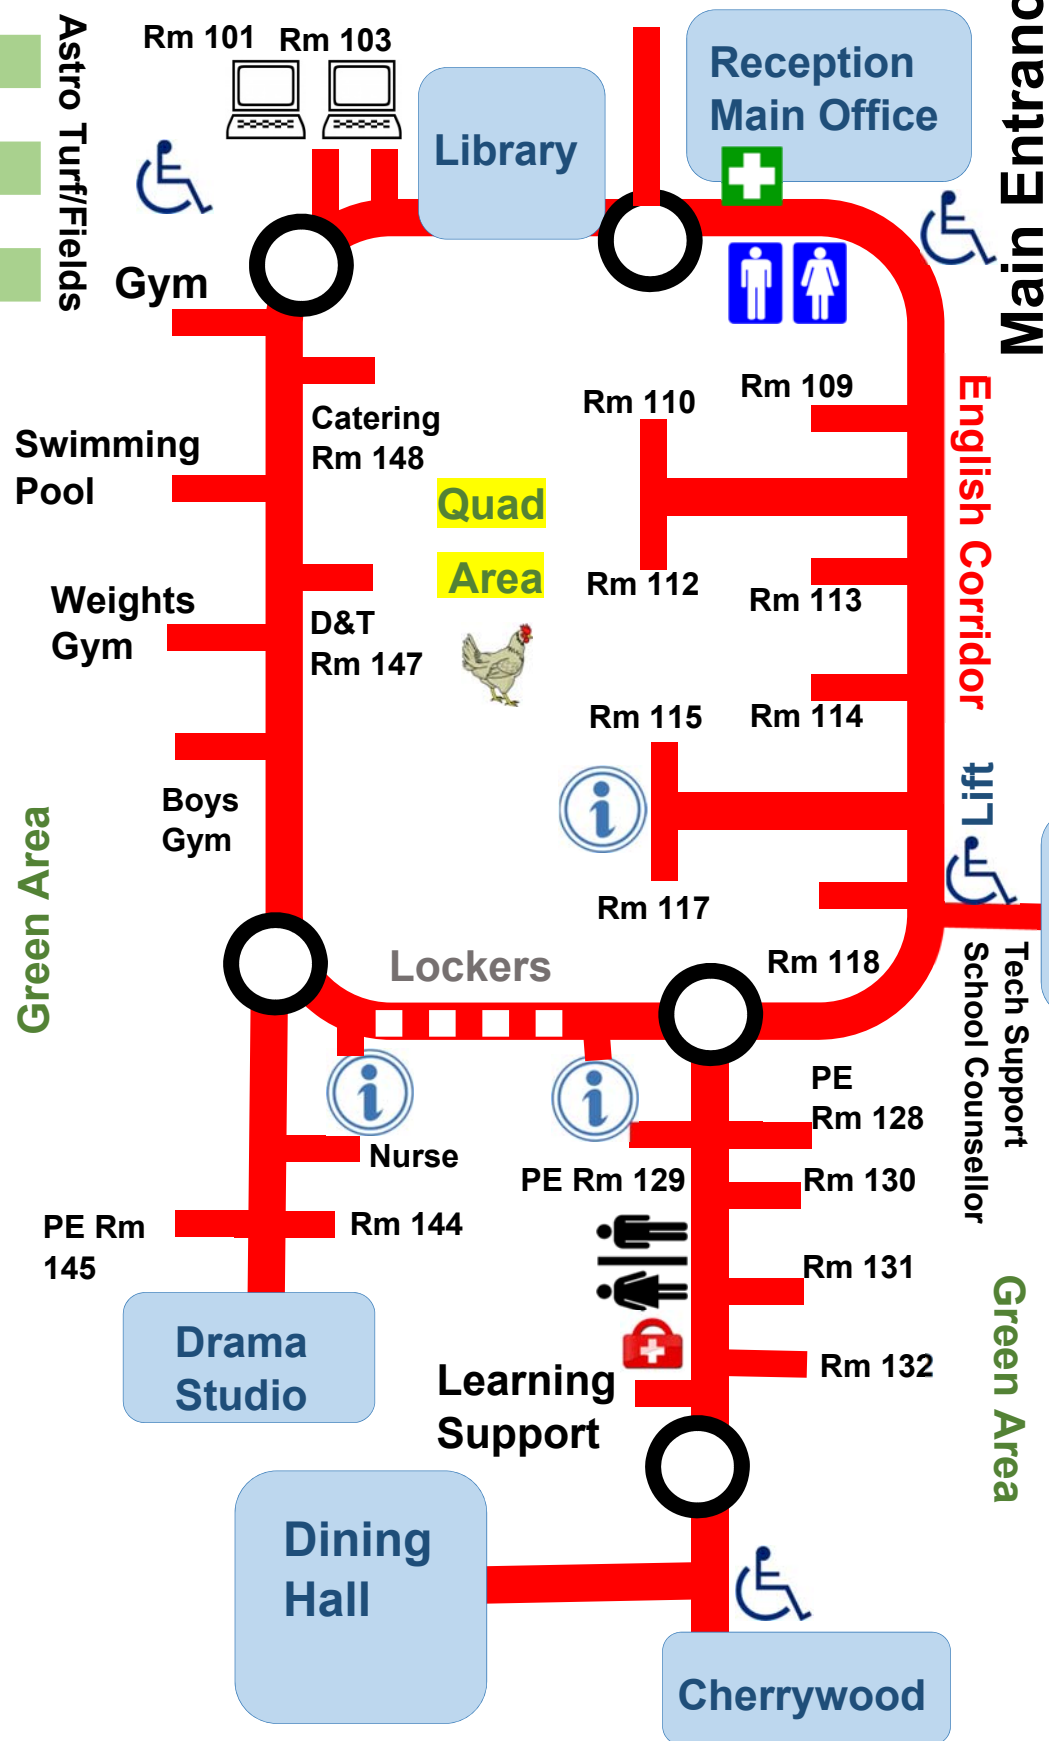 Rm 101
Rm 103
Astro Turf/Fields
Library
Reception
Main Office
Main Entranc
Gym
Catering
Rm 148
Swimming
Pool
Quad
Area
Rm 110
Rm 109
English Corridor
Rm 112
Rm 113
Weights
Gym
D&T
Rm 147
Rm 115
Rm 114
Boys
Gym
Lift
Rm 117
Green Area
Lockers
Rm 118
Tech Support
School Counsellor
PE
Rm 128
Nurse
PE Rm 129
Rm 130
PE Rm
145
Rm 144
Rm 131
Drama
Studio
Rm 132
Learning
Support
Green Area
Dining
Hall
Cherrywood